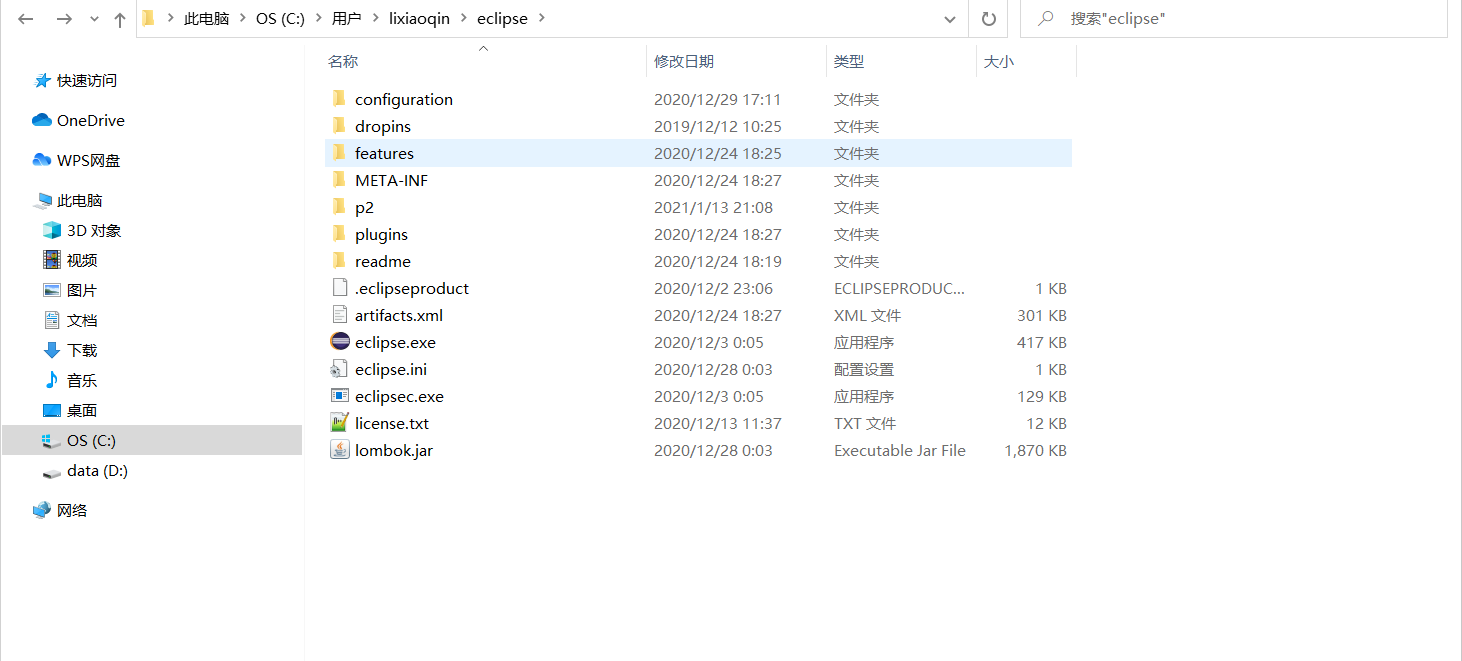 此电脑 OS (C:) 用户 lixiaoqin eclipse 搜索"eclipse"
快速访问
OneDrive
WPS网盘
此电脑
3D 对象
视频
图片
文档
下载
音乐
桌面
OS (C:)
data (D:)
网络
名称 修改日期 类型 大小
configuration 2020/12/29 17:11 文件夹
dropins 2019/12/12 10:25 文件夹
features 2020/12/24 18:25 文件夹
META-INF 2020/12/24 18:27 文件夹
p2 2021/1/13 21:08 文件夹
plugins 2020/12/24 18:27 文件夹
readme 2020/12/24 18:19 文件夹
.eclipseproduct 2020/12/2 23:06 ECLIPSEPRODUC... 1 KB
artifacts.xml 2020/12/24 18:27 XML 文件 301 KB
eclipse.exe 2020/12/3 0:05 应用程序 417 KB
eclipse.ini 2020/12/28 0:03 配置设置 1 KB
eclipsec.exe 2020/12/3 0:05 应用程序 129 KB
license.txt 2020/12/13 11:37 TXT 文件 12 KB
lombok.jar 2020/12/28 0:03 Executable Jar File 1,870 KB